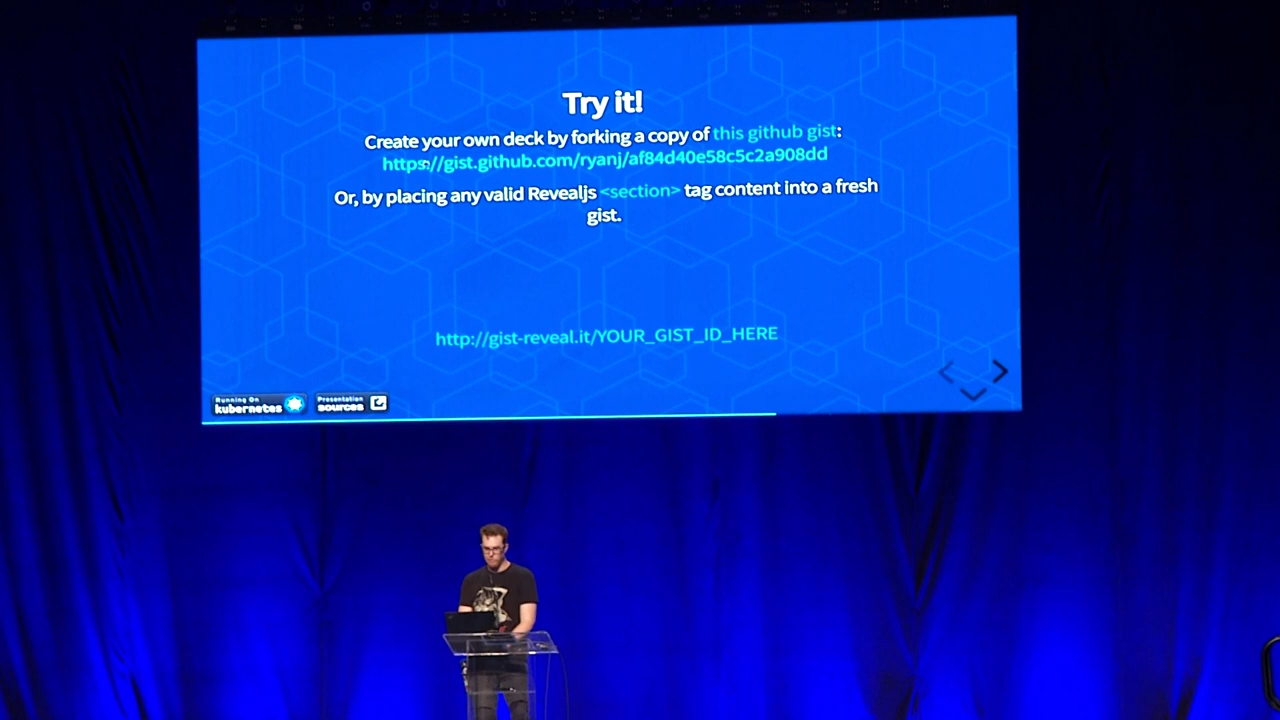 Try it!
Create your own deck by forking a copy of this github gist:
https://gist.github.com/ryanj/af84d40e58c5c2a908dd
Or, by placing any valid Revealjs <section> tag content into a fresh
gist.
http://gist-reveal.it/YOUR_GIST_ID_HERE
Running On
kubernetes
Presentation
sources